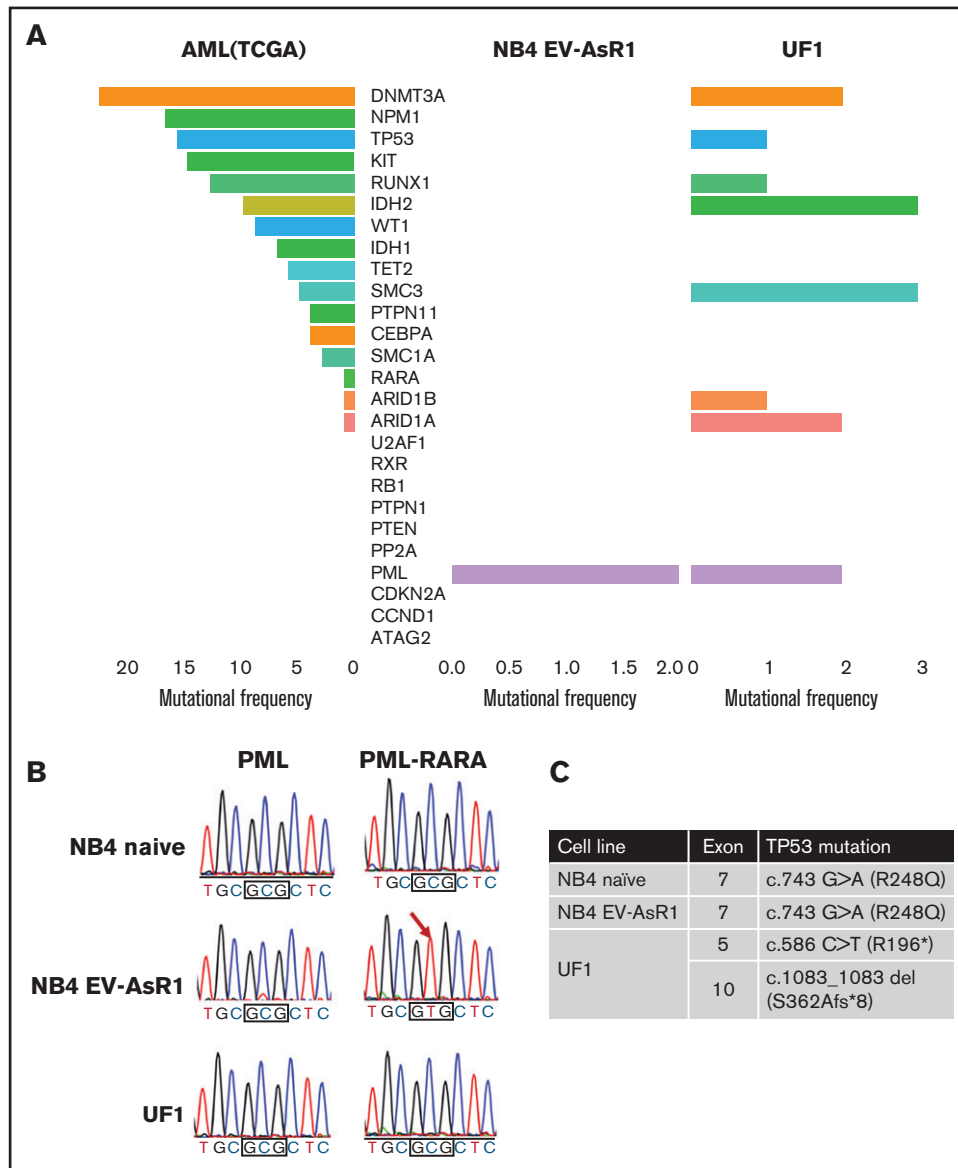 A
AML(TCGA) NB4 EV-AsR1 UF1
DNMT3A
NPM1
TP53
KIT
RUNX1
IDH2
WT1
IDH1
TET2
SMC3
PTPN11
CEBPA
SMC1A
RARA
ARID1B
ARID1A
U2AF1
RXR
RB1
PTPN1
PTEN
PP2A
PML
CDKN2A
CCND1
ATAG2
20 15 10 5 0 0.0 0.5 1.0 1.5 2.0 0 1 2 3
Mutational frequency Mutational frequency Mutational frequency
B
PML PML-RARA
NB4 naive
TGCGCGCTC TGCGCGCTC
NB4 EV-AsR1
TGCGCGCTC TGCGTGCTC
UF1
TGCGCGCTC TGCGCGCTC
C
Cell line Exon TP53 mutation
NB4 naïve 7 c.743 G>A (R248Q)
NB4 EV-AsR1 7 c.743 G>A (R248Q)
UF1 5 c.586 C>T (R196*)
10 c.1083_1083 del
(S362Afs*8)